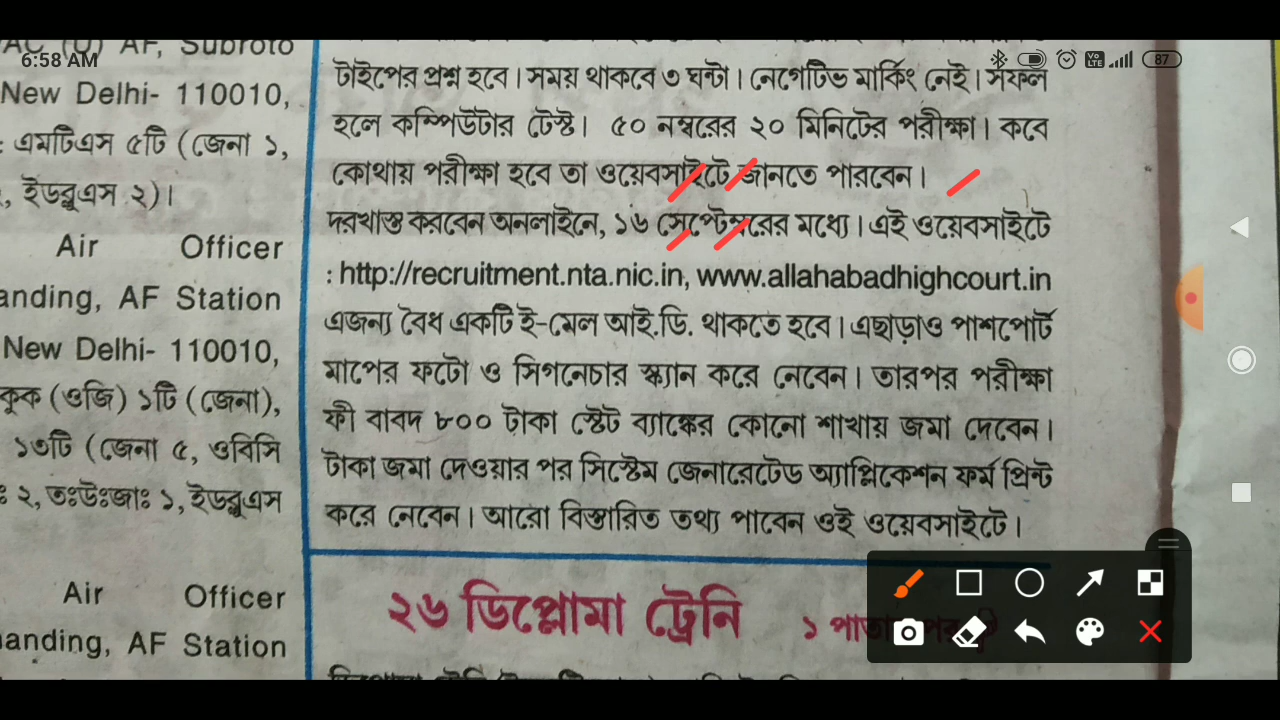 6:58 AM
87
AC (U) AF, Subroto
New Delhi- 110010,
: এমটিএস ৫টি (জেনা ১,
, ইডব্লুএস ২)।
Air Officer
anding, AF Station
New Delhi- 110010,
কুক (ওজি) ১টি (জেনা),
১৩টি (জেনা ৫, ওবিসি
ঃ ২, তঃউঃজাঃ ১, ইডব্লুএস
Air Officer
anding, AF Station
টাইপের প্রশ্ন হবে। সময় থাকবে ৩ ঘন্টা। নেগেটিভ মার্কিং নেই। সফল
হলে কম্পিউটার টেস্ট। ৫০ নম্বরের ২০ মিনিটের পরীক্ষা। কবে
কোথায় পরীক্ষা হবে তা ওয়েবসাইটে জানতে পারবেন।
দরখাস্ত করবেন অনলাইনে, ১৬ সেপ্টেম্বরের মধ্যে। এই ওয়েবসাইটে
: http://recruitment.nta.nic.in, www.allahabadhighcourt.in
এজন্য বৈধ একটি ই-মেল আই.ডি. থাকতে হবে। এছাড়াও পাশপোর্ট
মাপের ফটো ও সিগনেচার স্ক্যান করে নেবেন। তারপর পরীক্ষা
ফী বাবদ ৮০০ টাকা স্টেট ব্যাঙ্কের কোনো শাখায় জমা দেবেন।
টাকা জমা দেওয়ার পর সিস্টেম জেনারেটেড অ্যাপ্লিকেশন ফর্ম প্রিন্ট
করে নেবেন। আরো বিস্তারিত তথ্য পাবেন ওই ওয়েবসাইটে।
২৬ ডিপ্লোমা ট্রেনি
১